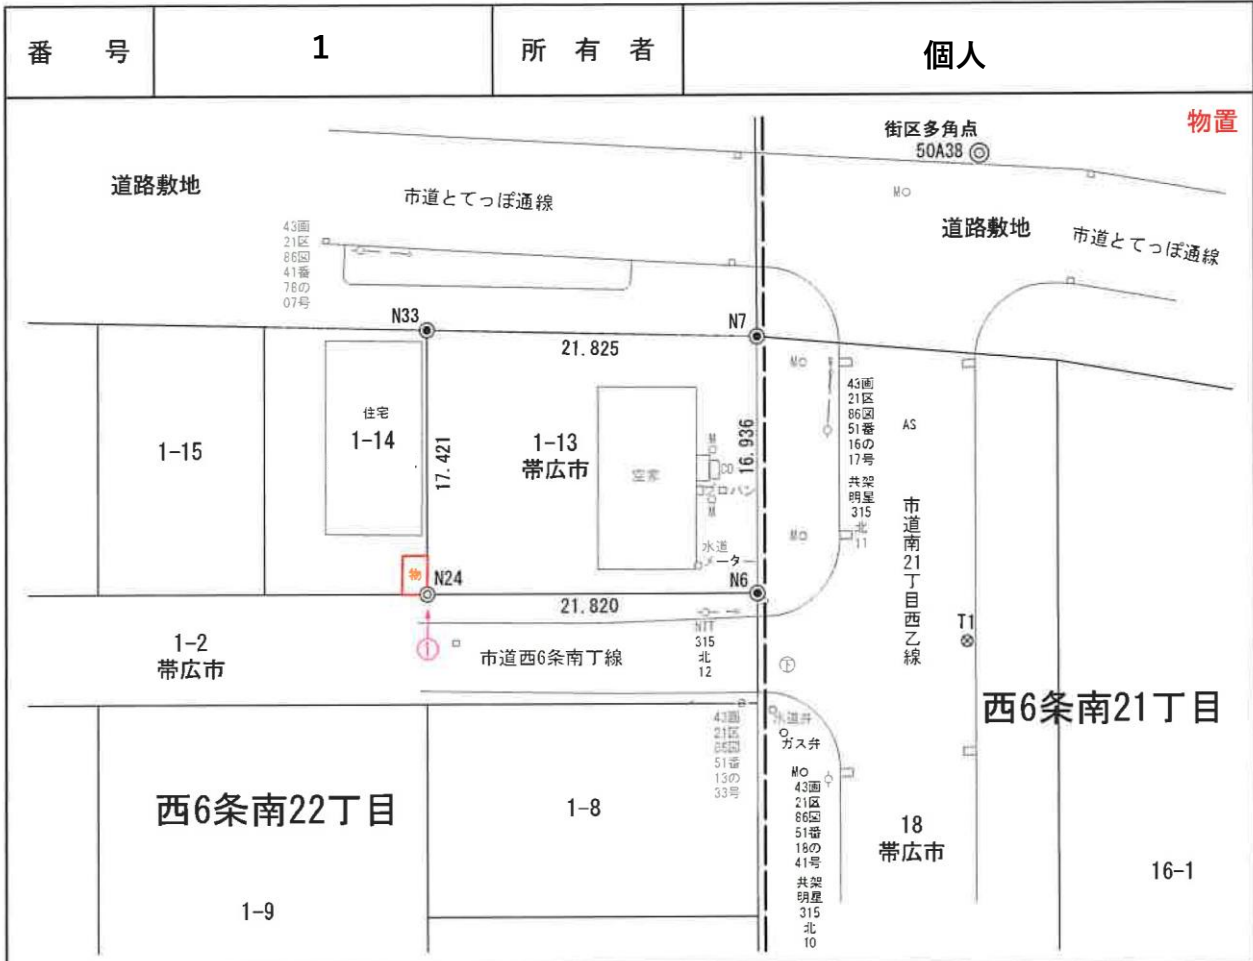 番 号
1
所 有 者
個人
物置
街区多角点
50A38
道路敷地
市道とてっぽ通線
M
道路敷地
市道とてっぽ通線
43画
21区
86図
41番
78の
07号
N33
N7
21.825
住宅
1-14
1-15
17.421
1-13
帯広市
空家
M
CO
プロパン
M
水道
メーター
16.936
M
M
43画
21区
86図
51番
16の
17号
共架
明星
315
北
11
AS
市道南21丁目西乙線
物
N24
21.820
N6
1
1-2
帯広市
市道西6条南丁線
NTT
315
北
12
下
T1
西6条南21丁目
43画
21区
51番
13の
33号
水道弁
ガス弁
M
43画
21区
86図
51番
18の
41号
共架
明星
315
北
10
西6条南22丁目
1-8
18
帯広市
16-1
1-9